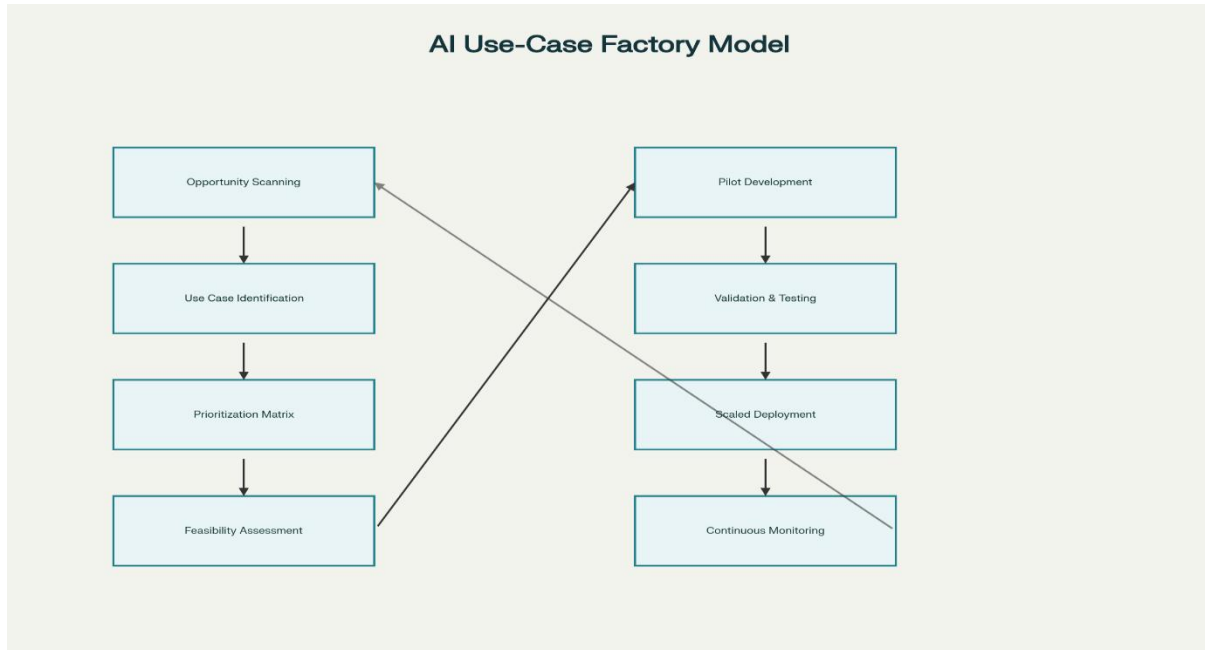 AI Use-Case Factory Model
Opportunity Scanning
Use Case Identification
Prioritization Matrix
Feasibility Assessment
Pilot Development
Validation & Testing
Scaled Deployment
Continuous Monitoring